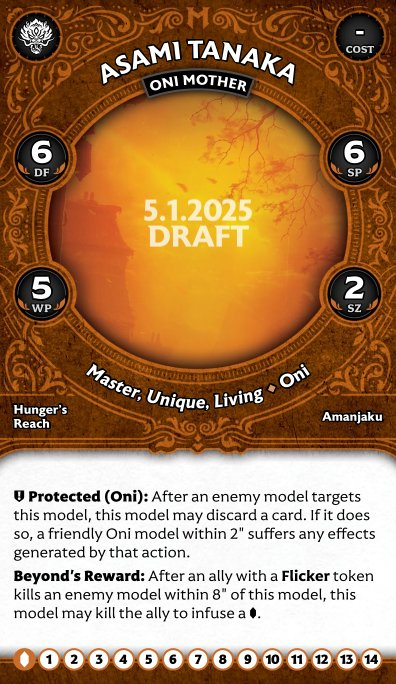 -
COST
ASAMI TANAKA
ONI MOTHER
6
DF
6
SP
5.1.2025
DRAFT
5
WP
2
SZ
Master, Unique, Living ⬥ Oni
Hunger's
Reach
Amanjaku
Protected (Oni): After an enemy model targets
this model, this model may discard a card. If it does
so, a friendly Oni model within 2" suffers any effects
generated by that action.
Beyond's Reward: After an ally with a Flicker token
kills an enemy model within 8" of this model, this
model may kill the ally to infuse a ⬧.
1 2 3 4 5 6 7 8 9 10 11 12 13 14